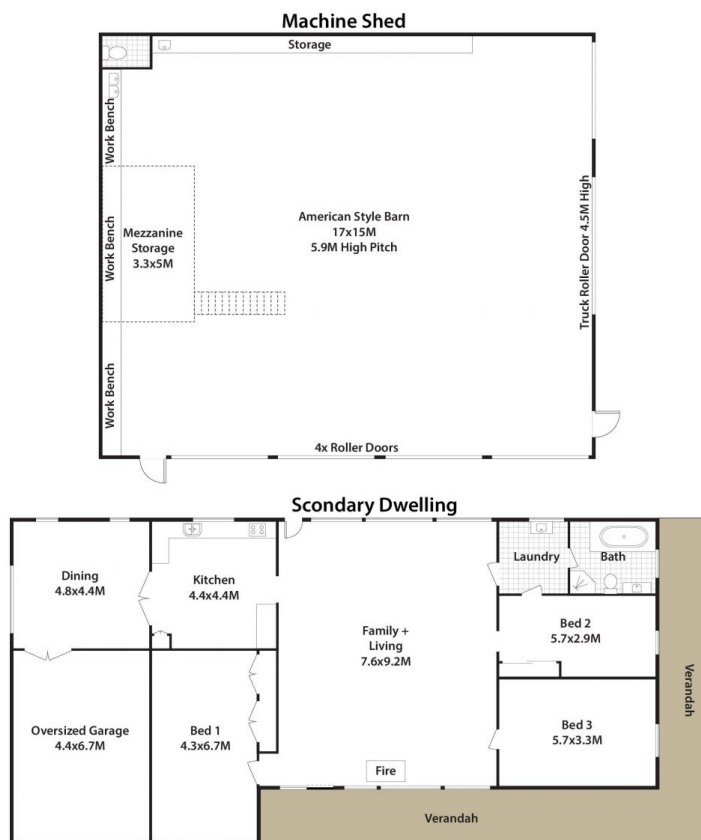 Machine Shed
Storage
Work Bench
Work Bench
Work Bench
Mezzanine
Storage
3.3x5M
American Style Barn
17x15M
5.9M High Pitch
Truck Roller Door 4.5M High
4x Roller Doors
Scondary Dwelling
Dining
4.8x4.4M
Kitchen
4.4x4.4M
Family +
Living
7.6x9.2M
Laundry
Bath
Bed 2
5.7x2.9M
Oversized Garage
4.4x6.7M
Bed 1
4.3x6.7M
Bed 3
5.7x3.3M
Fire
Verandah
Verandah